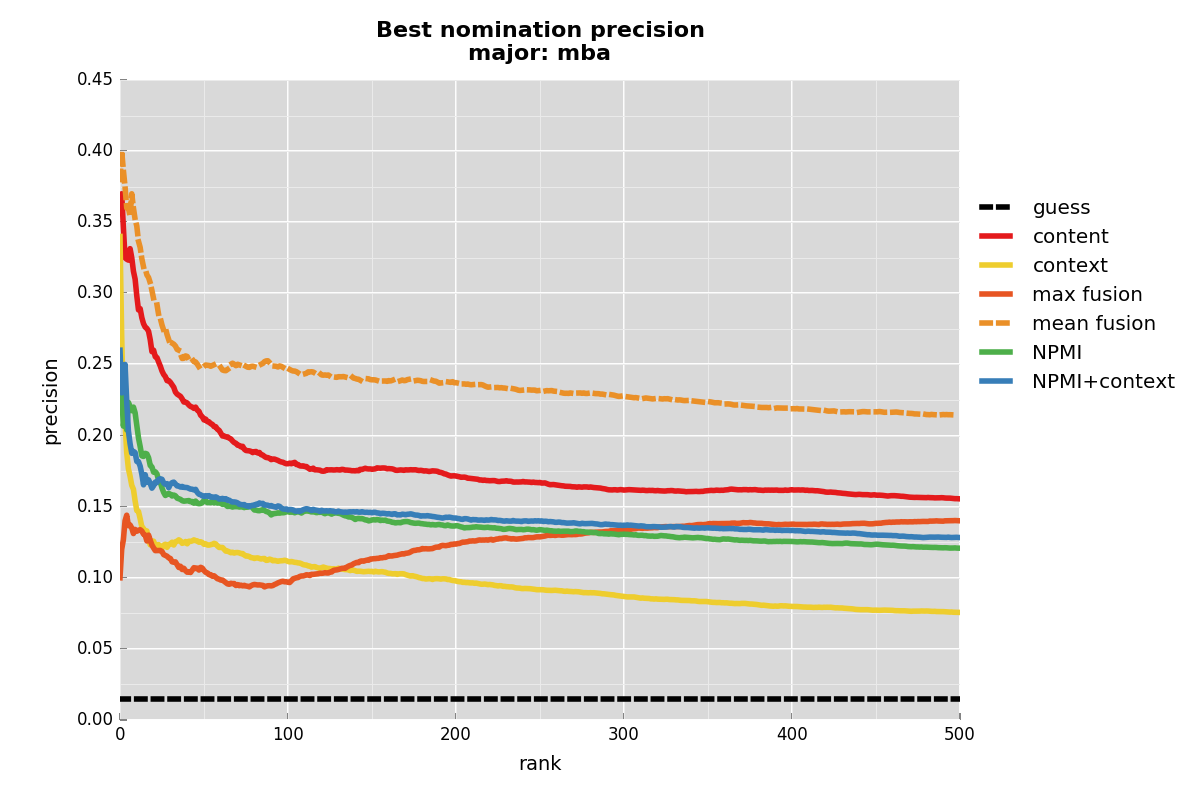 Best nomination precision
major: mba
precision
0.45
0.40
0.35
0.30
0.25
0.20
0.15
0.10
0.05
0.00
0
100
200
300
400
500
rank
guess
content
context
max fusion
mean fusion
NPMI
NPMI+context